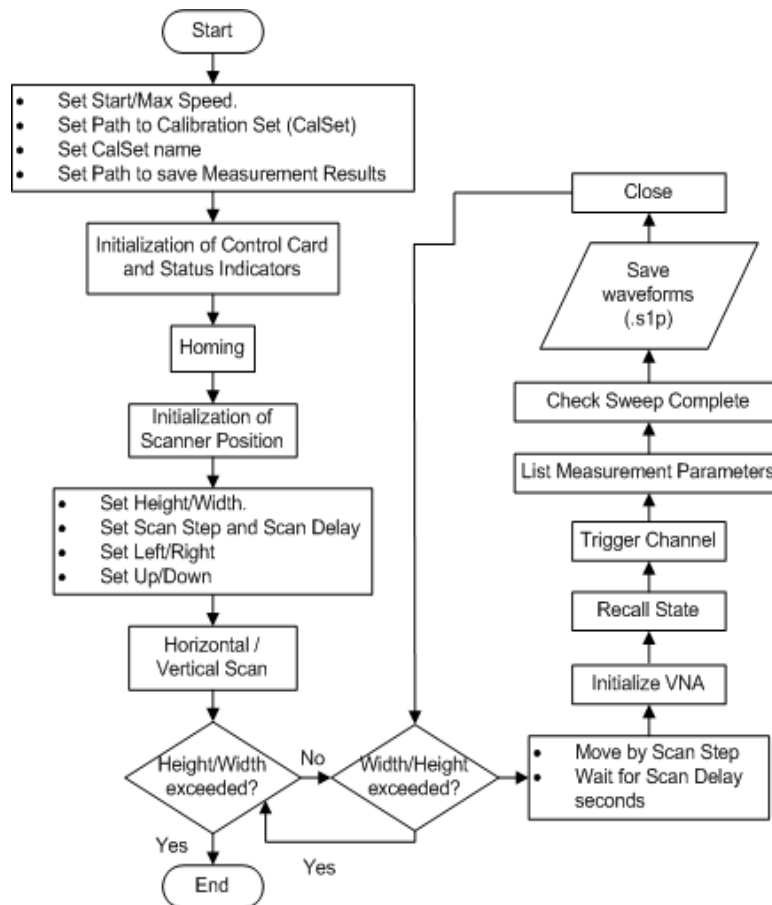 Start
• Set Start/Max Speed.
• Set Path to Calibration Set (CalSet)
• Set CalSet name
• Set Path to save Measurement Results
Initialization of Control Card
and Status Indicators
Homing
Initialization of
Scanner Position
• Set Height/Width.
• Set Scan Step and Scan Delay
• Set Left/Right
• Set Up/Down
Horizontal /
Vertical Scan
Height/Width
exceeded?
No
Yes
End
Width/Height
exceeded?
Yes
• Move by Scan Step
• Wait for Scan Delay
seconds
Initialize VNA
Recall State
Trigger Channel
List Measurement Parameters
Check Sweep Complete
Save
waveforms
(.s1p)
Close